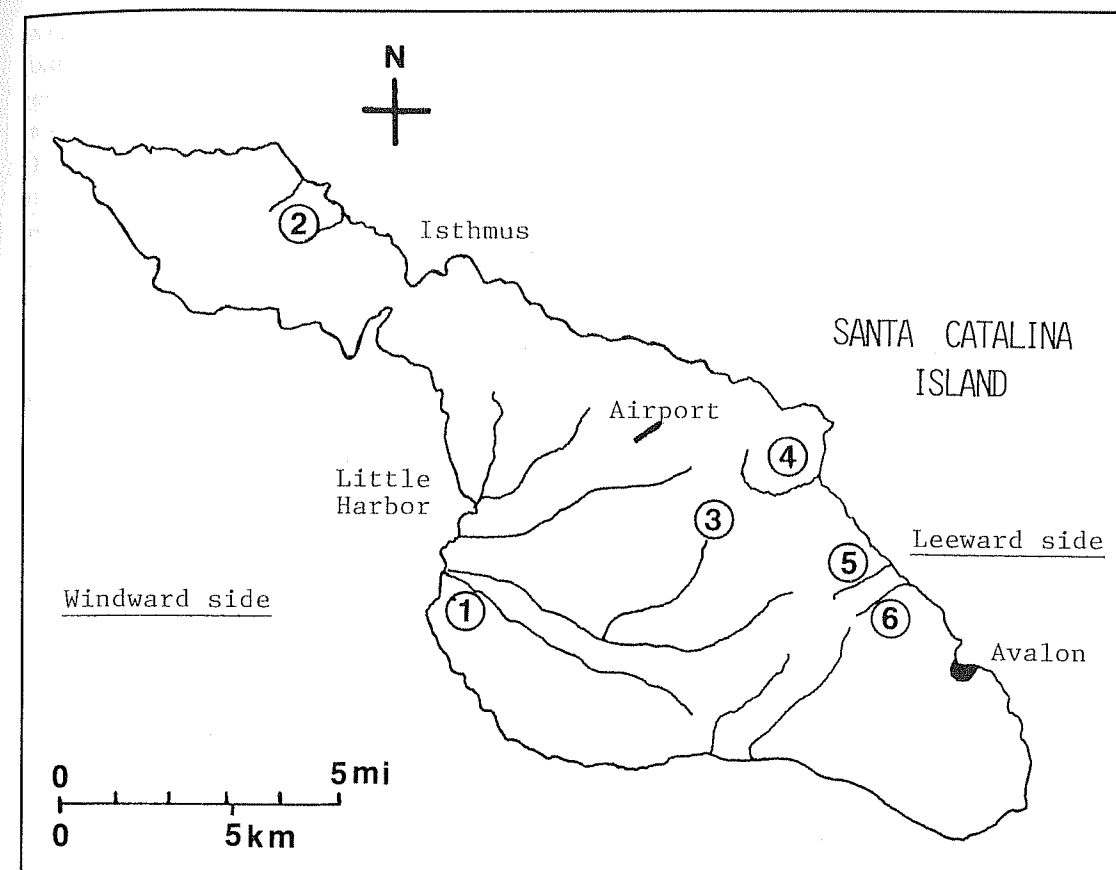 N
2
Isthmus
SANTA CATALINA
ISLAND
Airport
4
Little
Harbor
3
Leeward side
5
Windward side
1
6
Avalon
0 5mi
0 5km